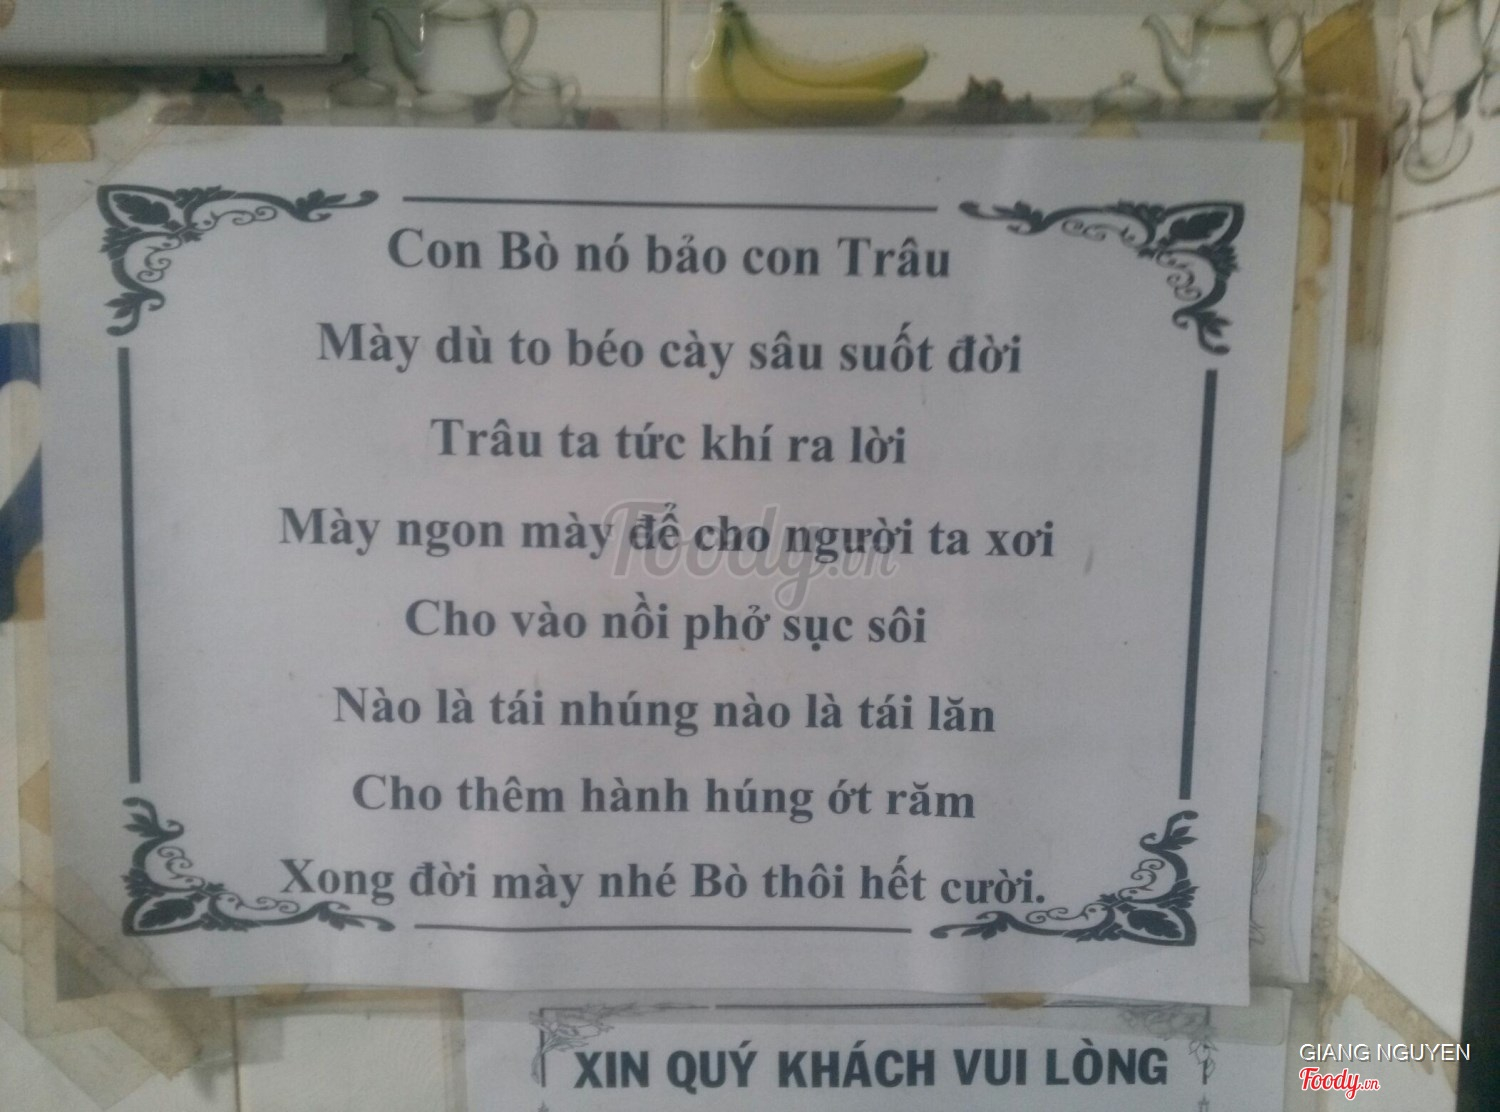 Con Bò nó bảo con Trâu
Mày dù to béo cày sâu suốt đời
Trâu ta tức khí ra lời
Mày ngon mày để cho người ta xơi
Foody.vn
Cho vào nồi phở sục sôi
Nào là tái nhúng nào là tái lăn
Cho thêm hành húng ớt răm
Xong đời mày nhé Bò thôi hết cười.
XIN QUÝ KHÁCH VUI LÒNG
GIANG NGUYEN
Foody.vn